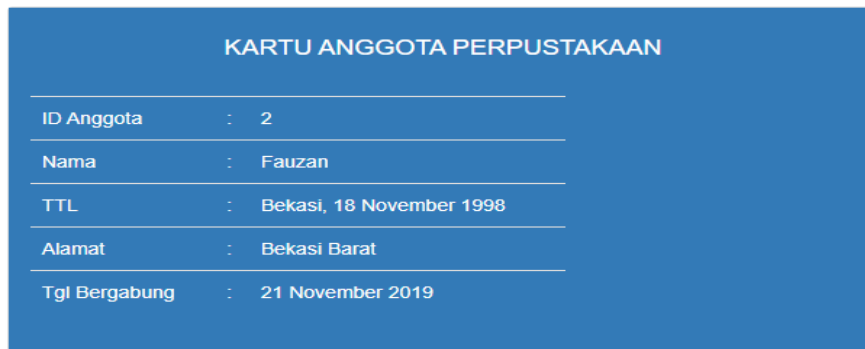 KARTU ANGGOTA PERPUSTAKAAN
ID Anggota : 2
Nama : Fauzan
TTL : Bekasi, 18 November 1998
Alamat : Bekasi Barat
Tgl Bergabung : 21 November 2019